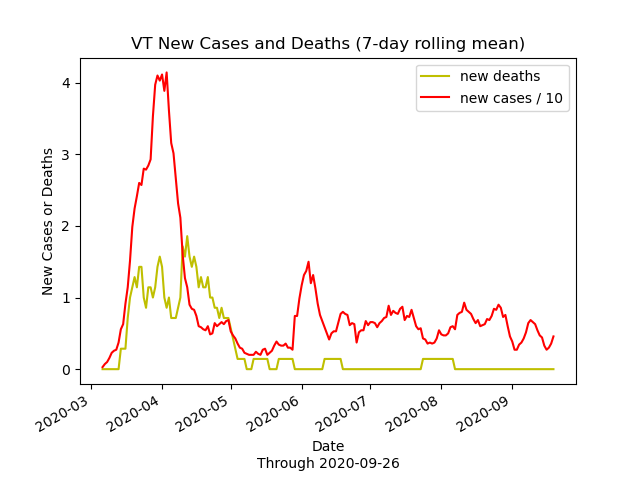 VT New Cases and Deaths (7-day rolling mean)
new deaths
new cases / 10
New Cases or Deaths
4
3
2
1
0
2020-03
2020-04
2020-05
2020-06
2020-07
2020-08
2020-09
Date
Through 2020-09-26